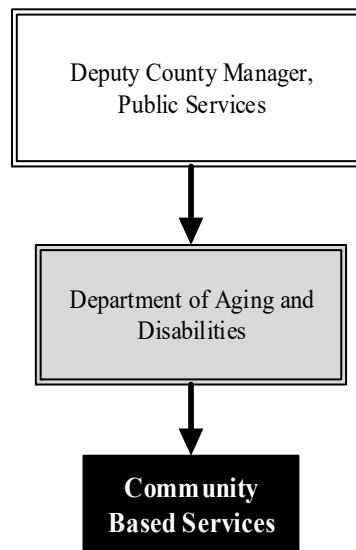 Deputy County Manager,
Public Services
Department of Aging and
Disabilities
Community
Based Services